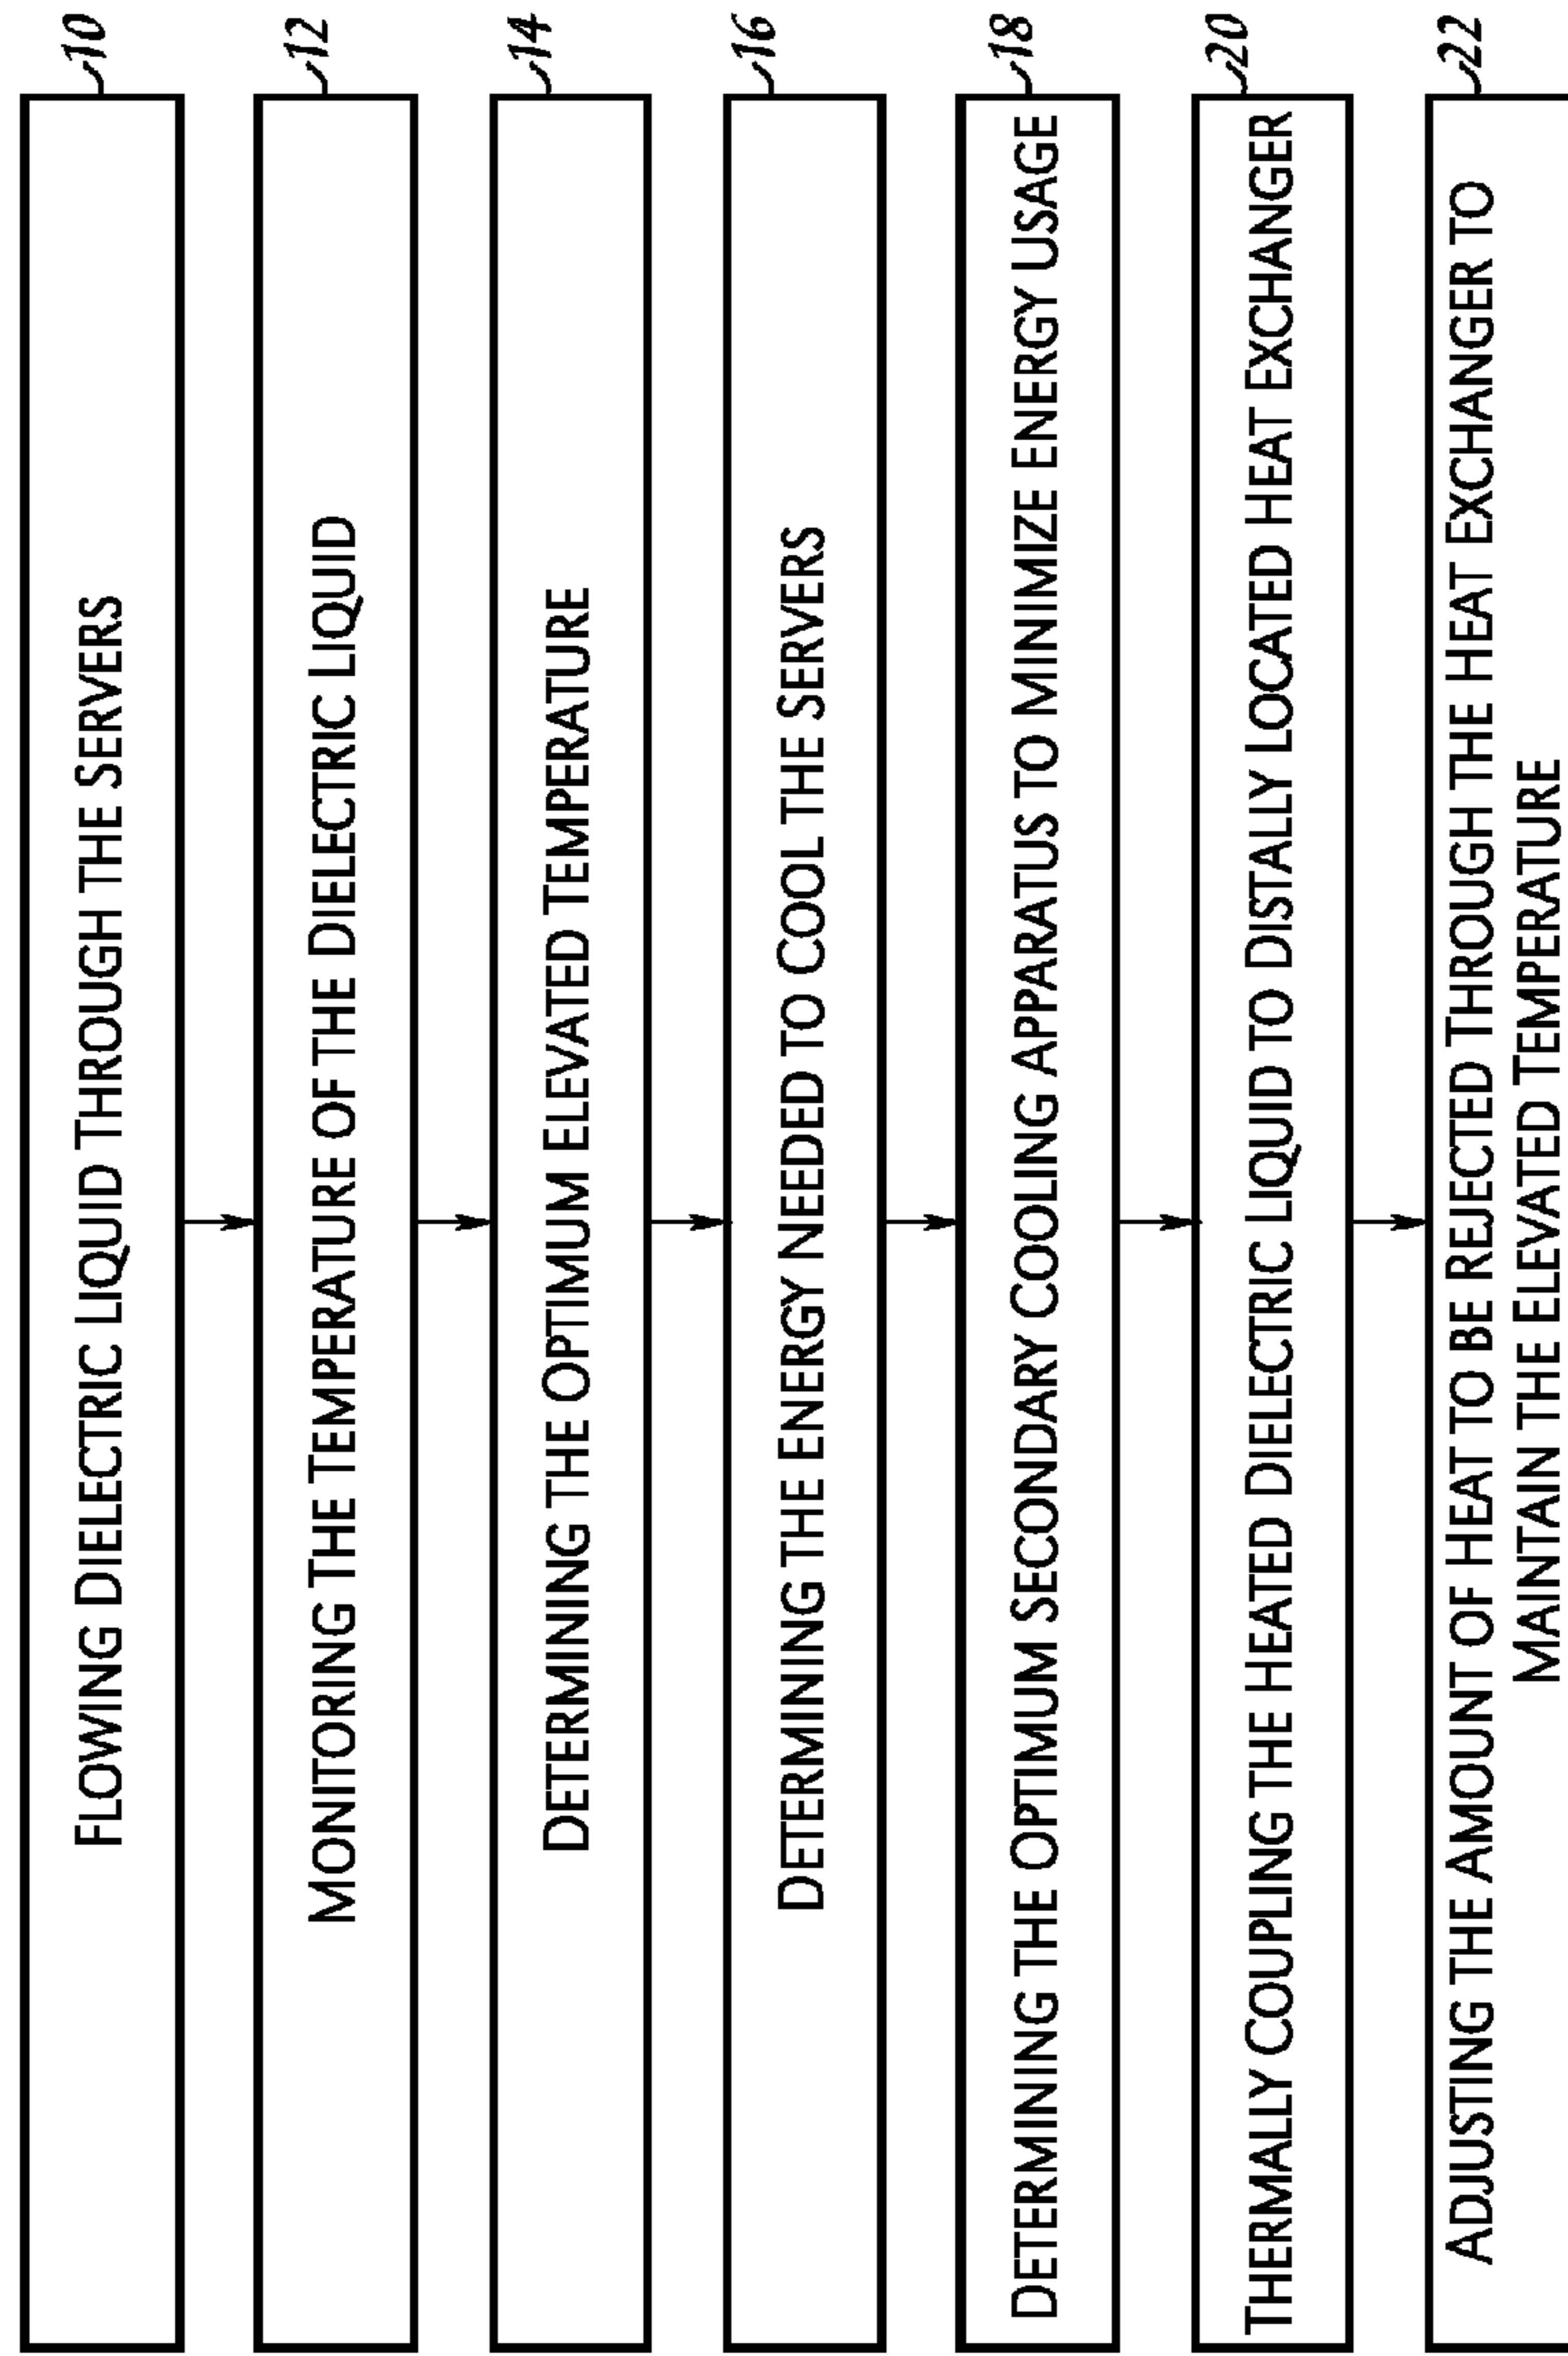 FLOWING DIELECTRIC LIQUID THROUGH THE SERVERS
10
MONITORING THE TEMPERATURE OF THE DIELECTRIC LIQUID
12
DETERMINING THE OPTIMUM ELEVATED TEMPERATURE
14
DETERMINING THE ENERGY NEEDED TO COOL THE SERVERS
16
DETERMINING THE OPTIMUM SECONDARY COOLING APPARATUS TO MINIMIZE ENERGY USAGE
18
THERMALLY COUPLING THE HEATED DIELECTRIC LIQUID TO DISTALLY LOCATED HEAT EXCHANGER
20
ADJUSTING THE AMOUNT OF HEAT TO BE REJECTED THROUGH THE HEAT EXCHANGER TO
MAINTAIN THE ELEVATED TEMPERATURE
22